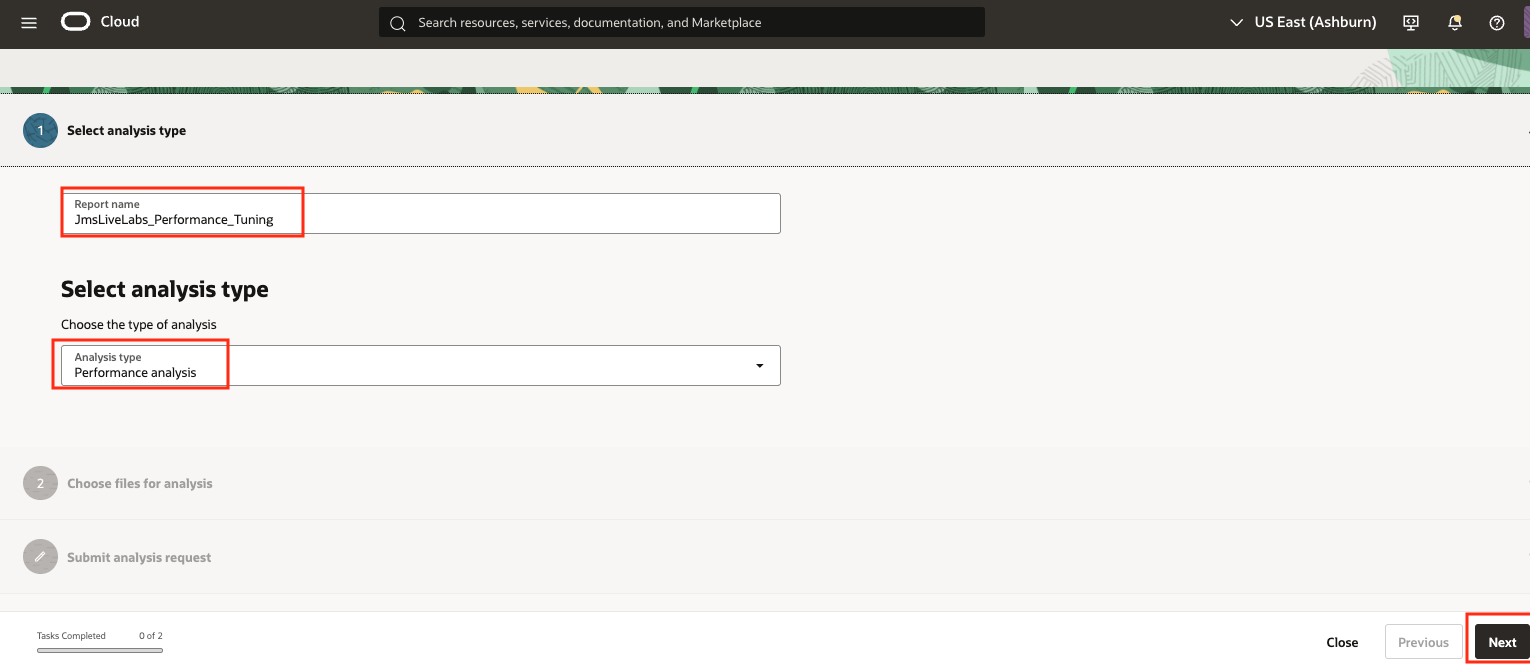 Cloud
Search resources, services, documentation, and Marketplace
US East (Ashburn)
1
Select analysis type
Report name
JmsLiveLabs_Performance_Tuning
Select analysis type
Choose the type of analysis
Analysis type
Performance analysis
2
Choose files for analysis
Submit analysis request
Tasks Completed 0 of 2
Close
Previous
Next